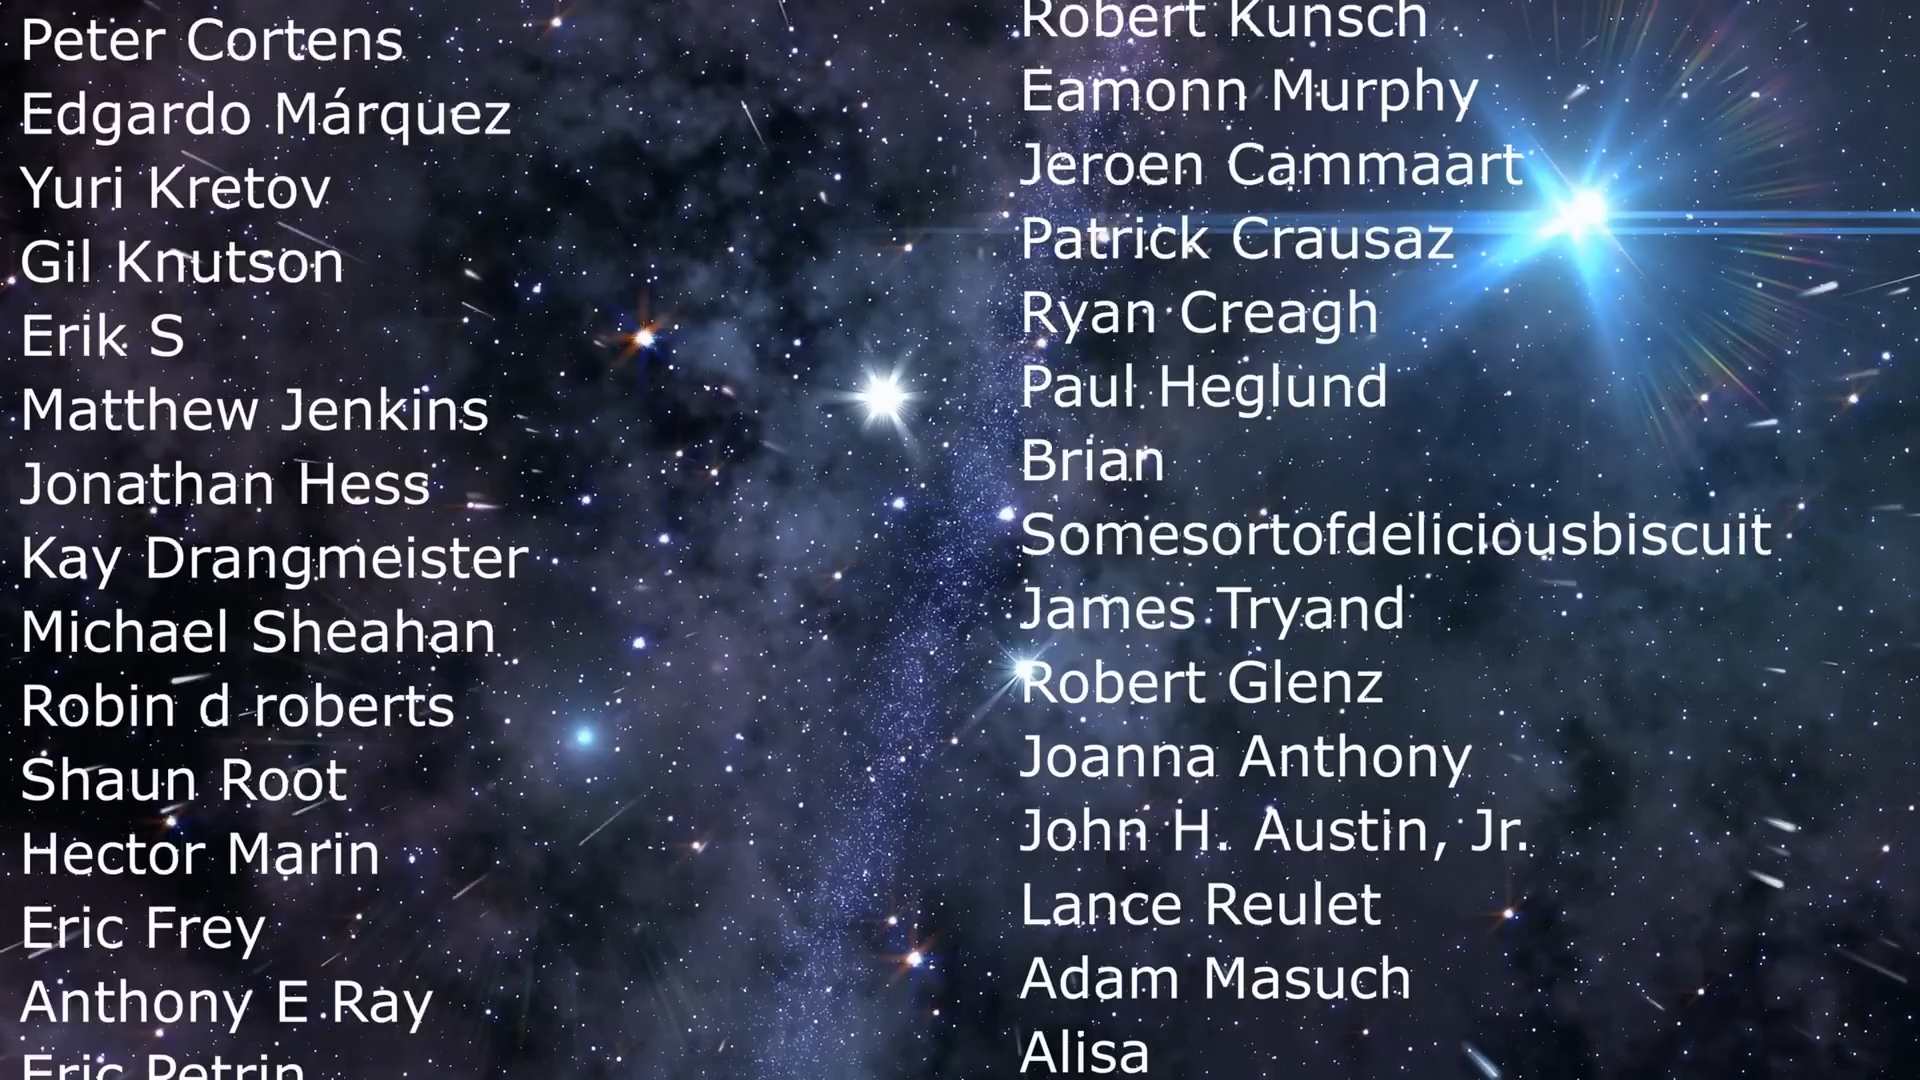 Peter Cortens
Edgardo Márquez
Yuri Kretov
Gil Knutson
Erik S
Matthew Jenkins
Jonathan Hess
Kay Drangmeister
Michael Sheahan
Robin d roberts
Shaun Root
Hector Marin
Eric Frey
Anthony E Ray
Eric Petrin
Robert Kunsch
Eamonn Murphy
Jeroen Cammaart
Patrick Crausaz
Ryan Creagh
Paul Heglund
Brian
Somesortofdeliciousbiscuit
James Tryand
Robert Glenz
Joanna Anthony
John H. Austin, Jr.
Lance Reulet
Adam Masuch
Alisa